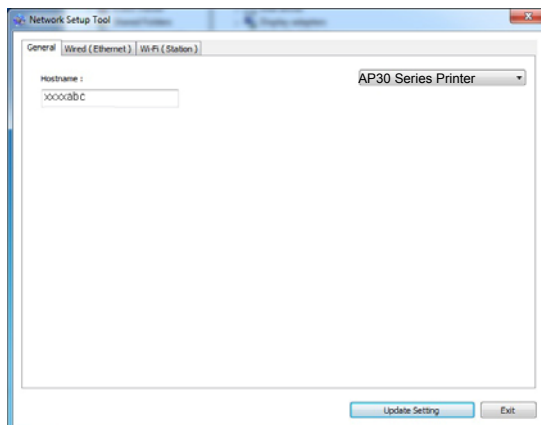 Network Setup Tool
General Wired ( Ethernet ) Wi-Fi ( Station )
Hostname :
AP30 Series Printer
xxxxabc
Update Setting Exit